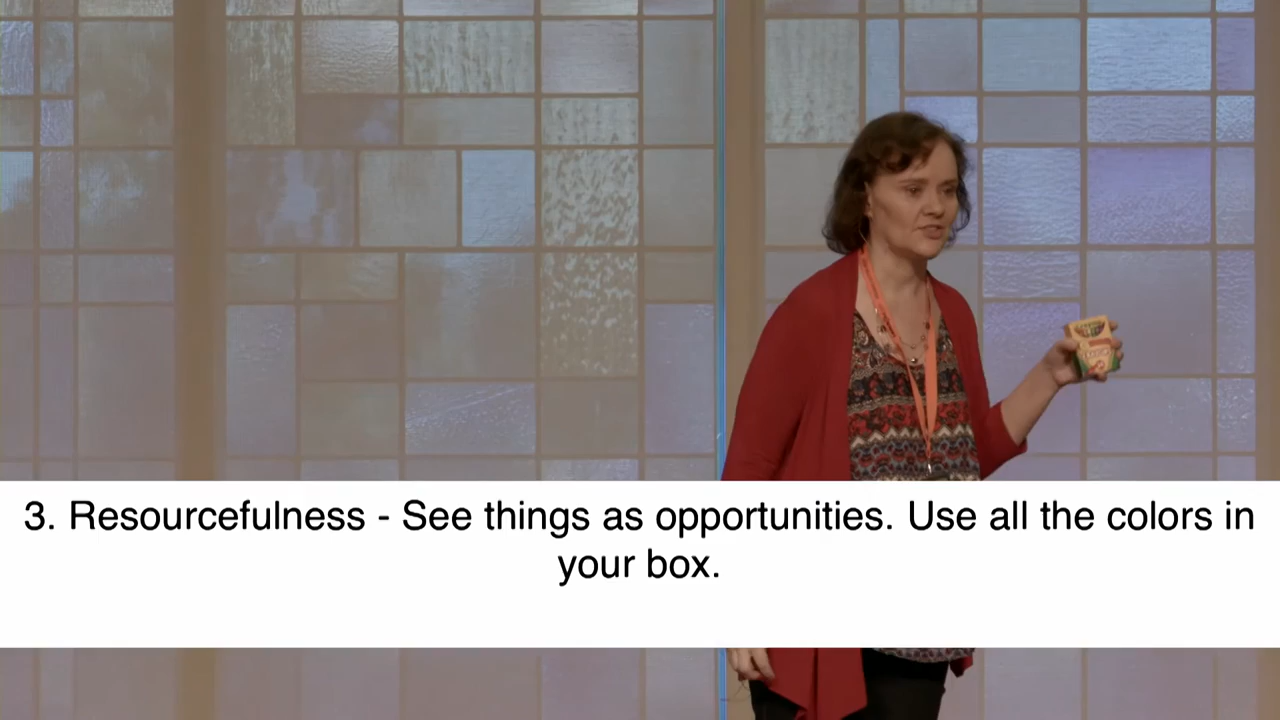 3. Resourcefulness - See things as opportunities. Use all the colors in
your box.